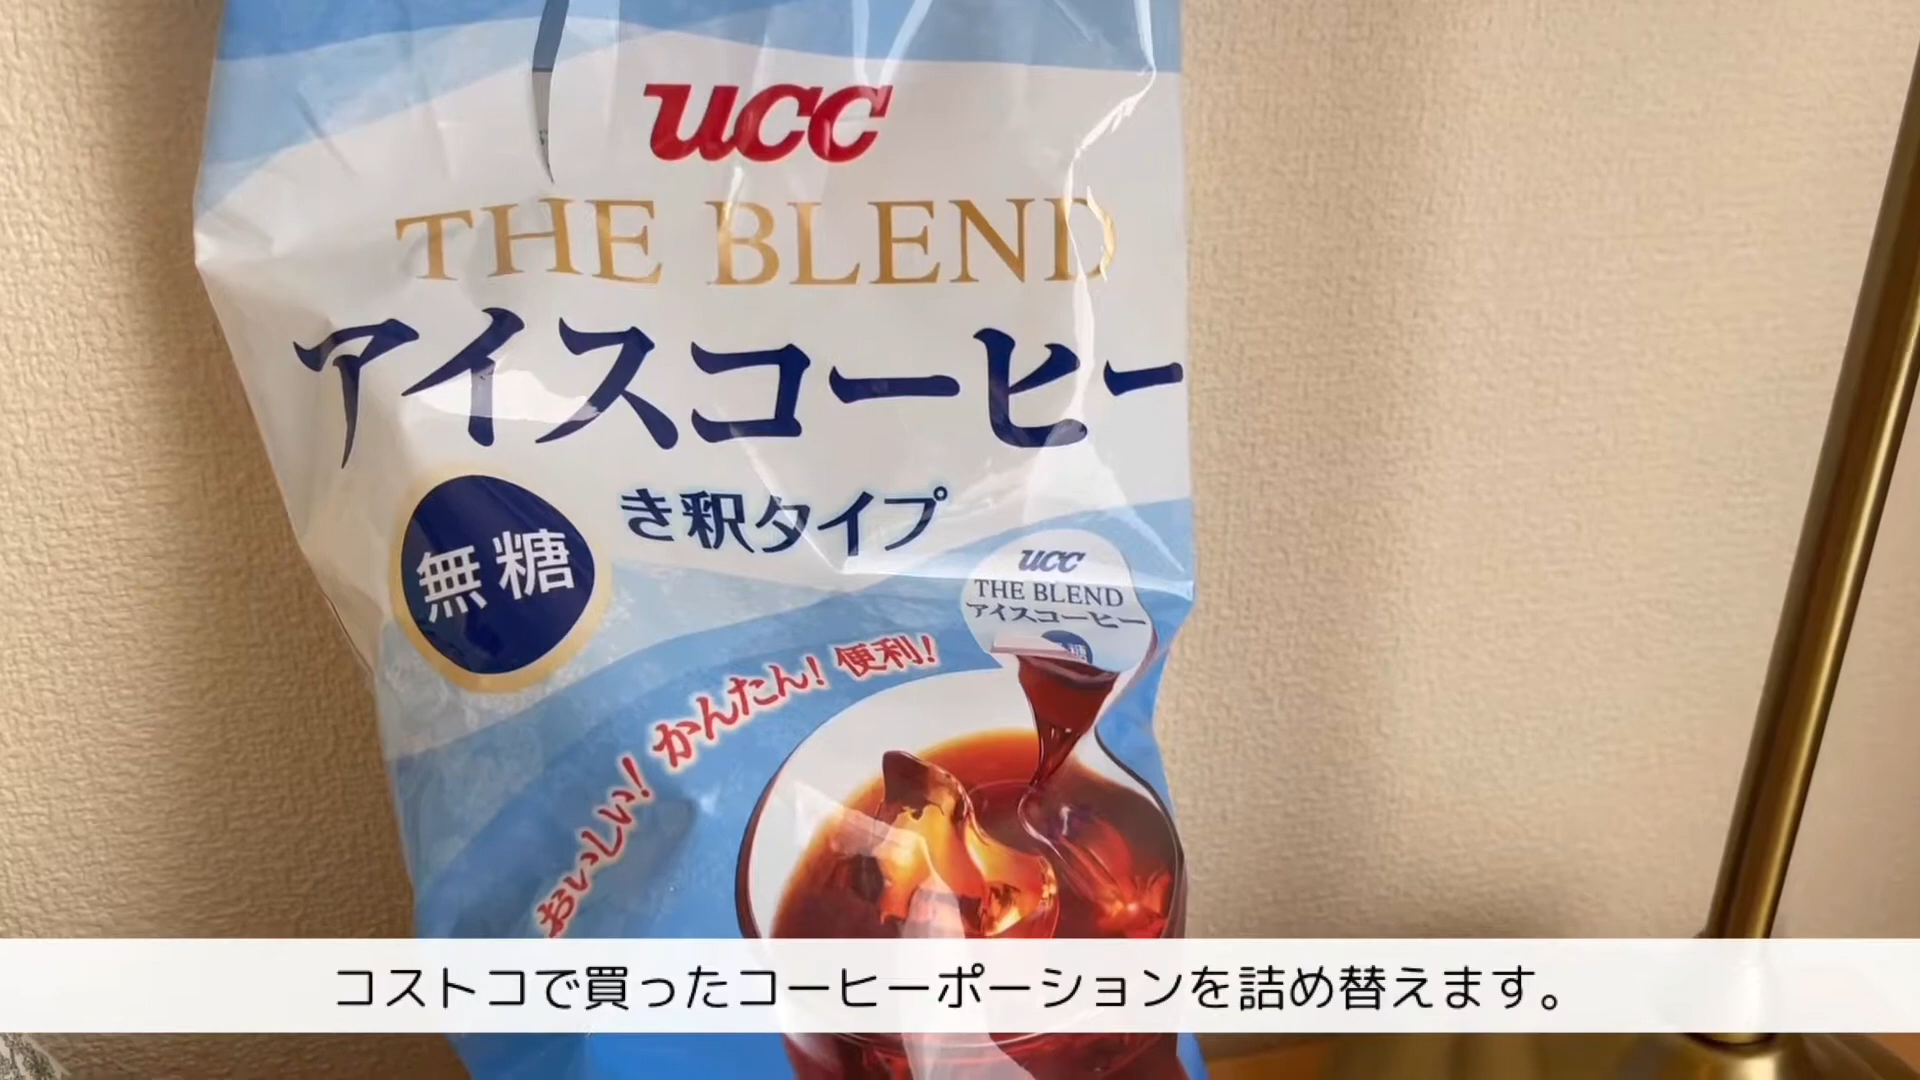 UCC
THE BLEND
アイスコーヒー
き釈タイプ
無糖
UCC
THE BLEND
アイスコーヒー
おいしい! かんたん! 便利!
コストコで買ったコーヒーポーションを詰め替えます。